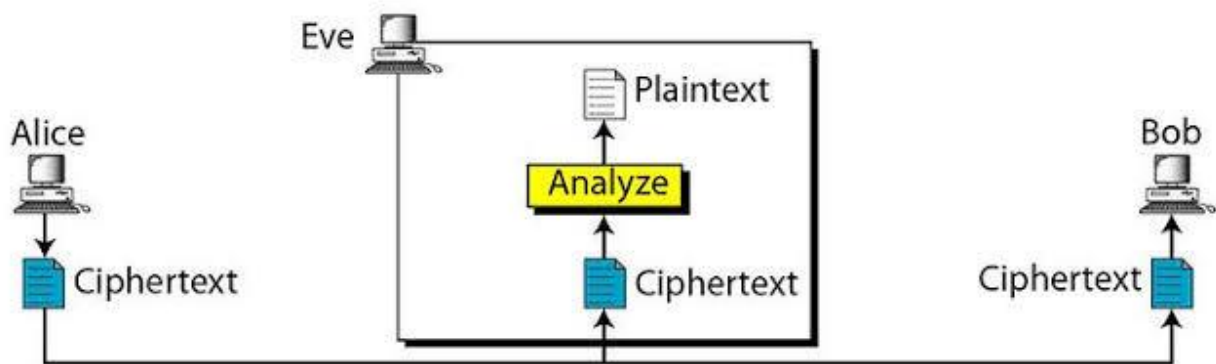 Eve
Plaintext
Alice
Bob
Analyze
Ciphertext
Ciphertext
Ciphertext